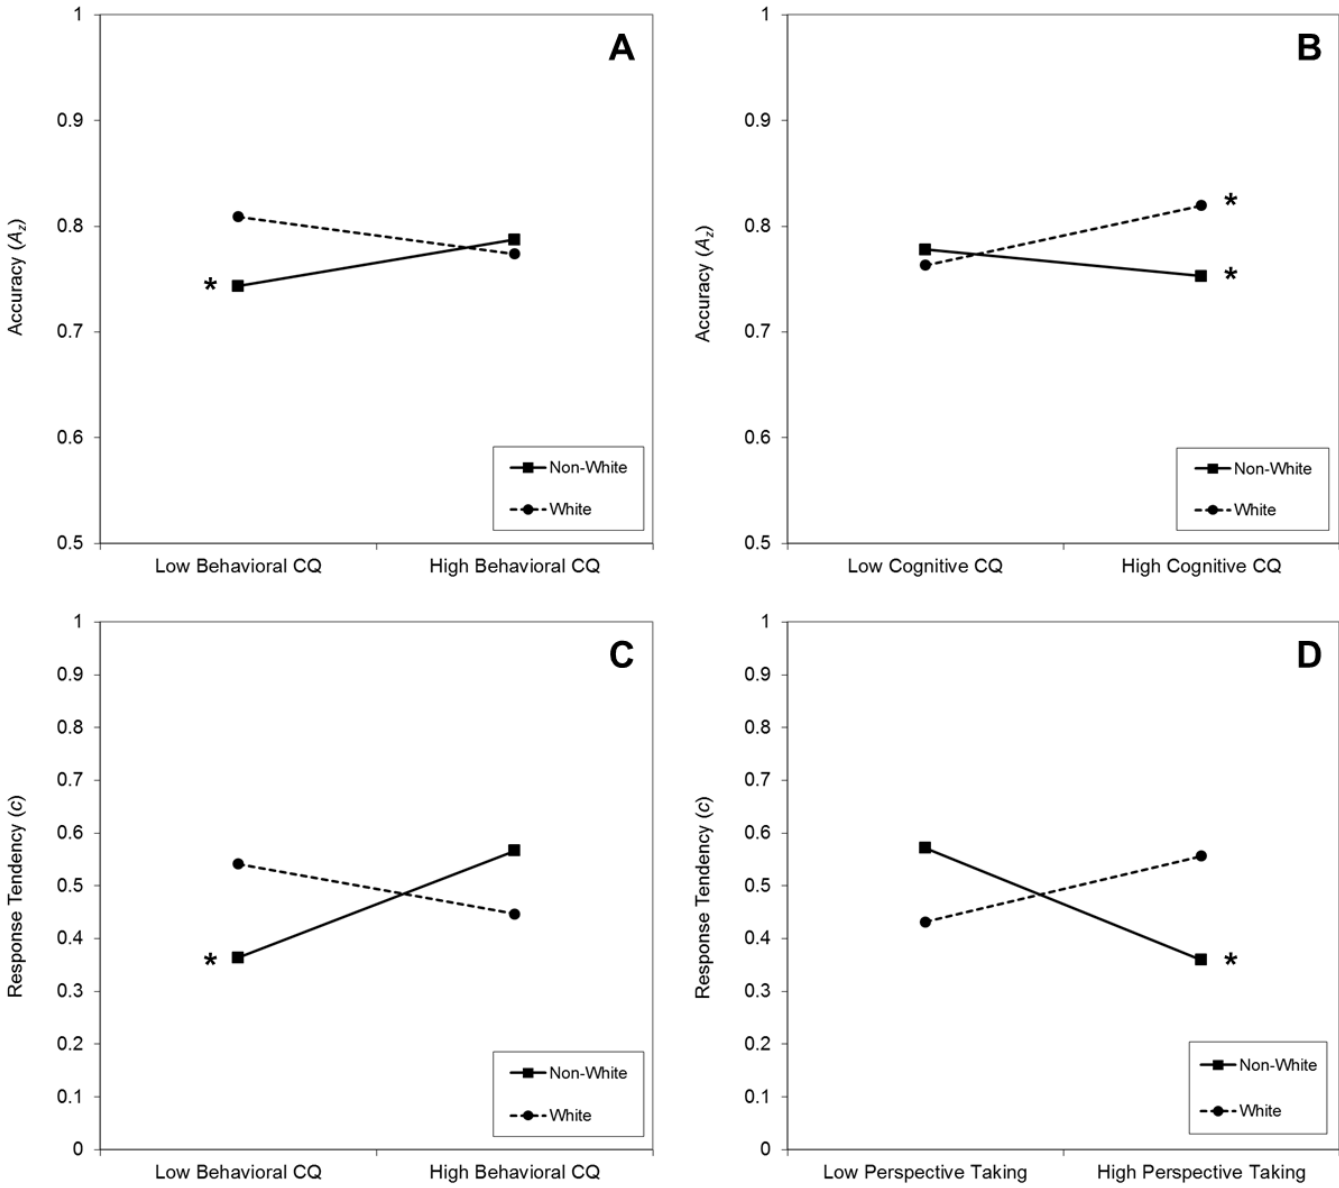 A
1
0.9
0.8
0.7
0.6
0.5
Accuracy (Az)
*
Non-White
White
Low Behavioral CQ
High Behavioral CQ
B
1
0.9
0.8
0.7
0.6
0.5
Accuracy (Az)
*
*
Non-White
White
Low Cognitive CQ
High Cognitive CQ
C
1
0.9
0.8
0.7
0.6
0.5
0.4
0.3
0.2
0.1
0
Response Tendency (c)
*
Non-White
White
Low Behavioral CQ
High Behavioral CQ
D
1
0.9
0.8
0.7
0.6
0.5
0.4
0.3
0.2
0.1
0
Response Tendency (c)
*
Non-White
White
Low Perspective Taking
High Perspective Taking